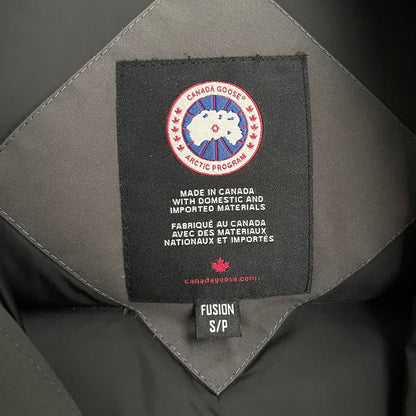 CANADA GOOSE®
ARCTIC PROGRAM
MADE IN CANADA
WITH DOMESTIC AND
IMPORTED MATERIALS
FABRIQUÉ AU CANADA
AVEC DES MATERIAUX
NATIONAUX ET IMPORTÉS
canadagoose.com
FUSION
S/P